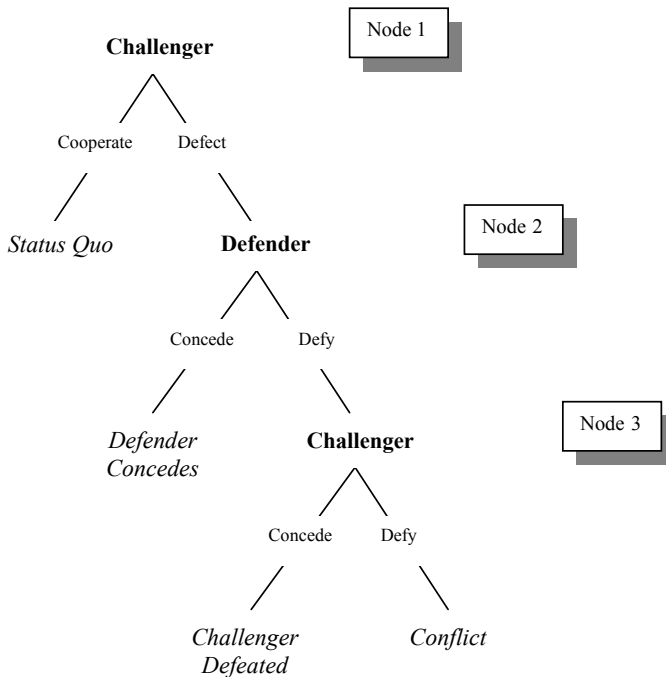 Node 1
Challenger
Cooperate Defect
Status Quo Defender Node 2
Concede Defy
Defender
Concedes
Challenger Node 3
Concede Defy
Challenger
Defeated
Conflict